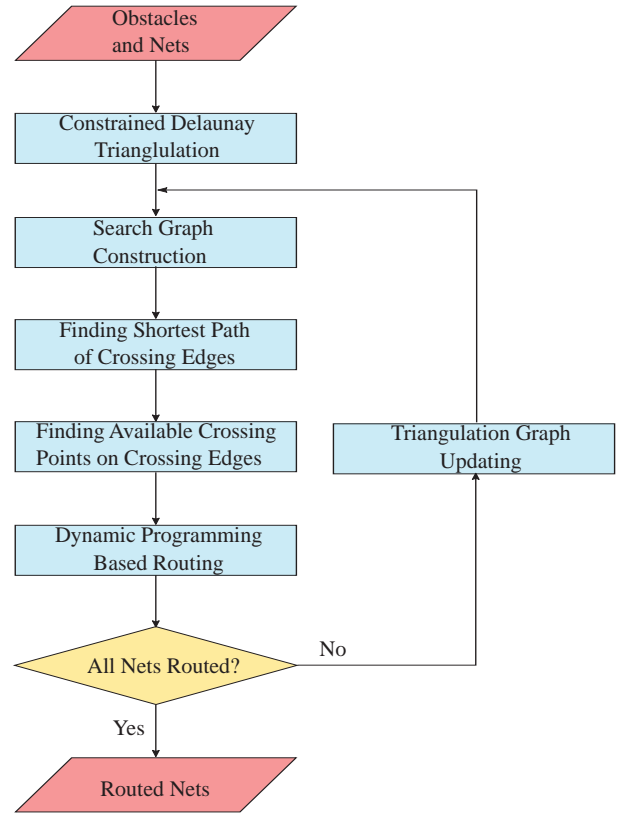 Obstacles
and Nets
Constrained Delaunay
Trianglulation
Search Graph
Construction
Finding Shortest Path
of Crossing Edges
Finding Available Crossing
Points on Crossing Edges
Triangulation Graph
Updating
Dynamic Programming
Based Routing
All Nets Routed?
No
Yes
Routed Nets